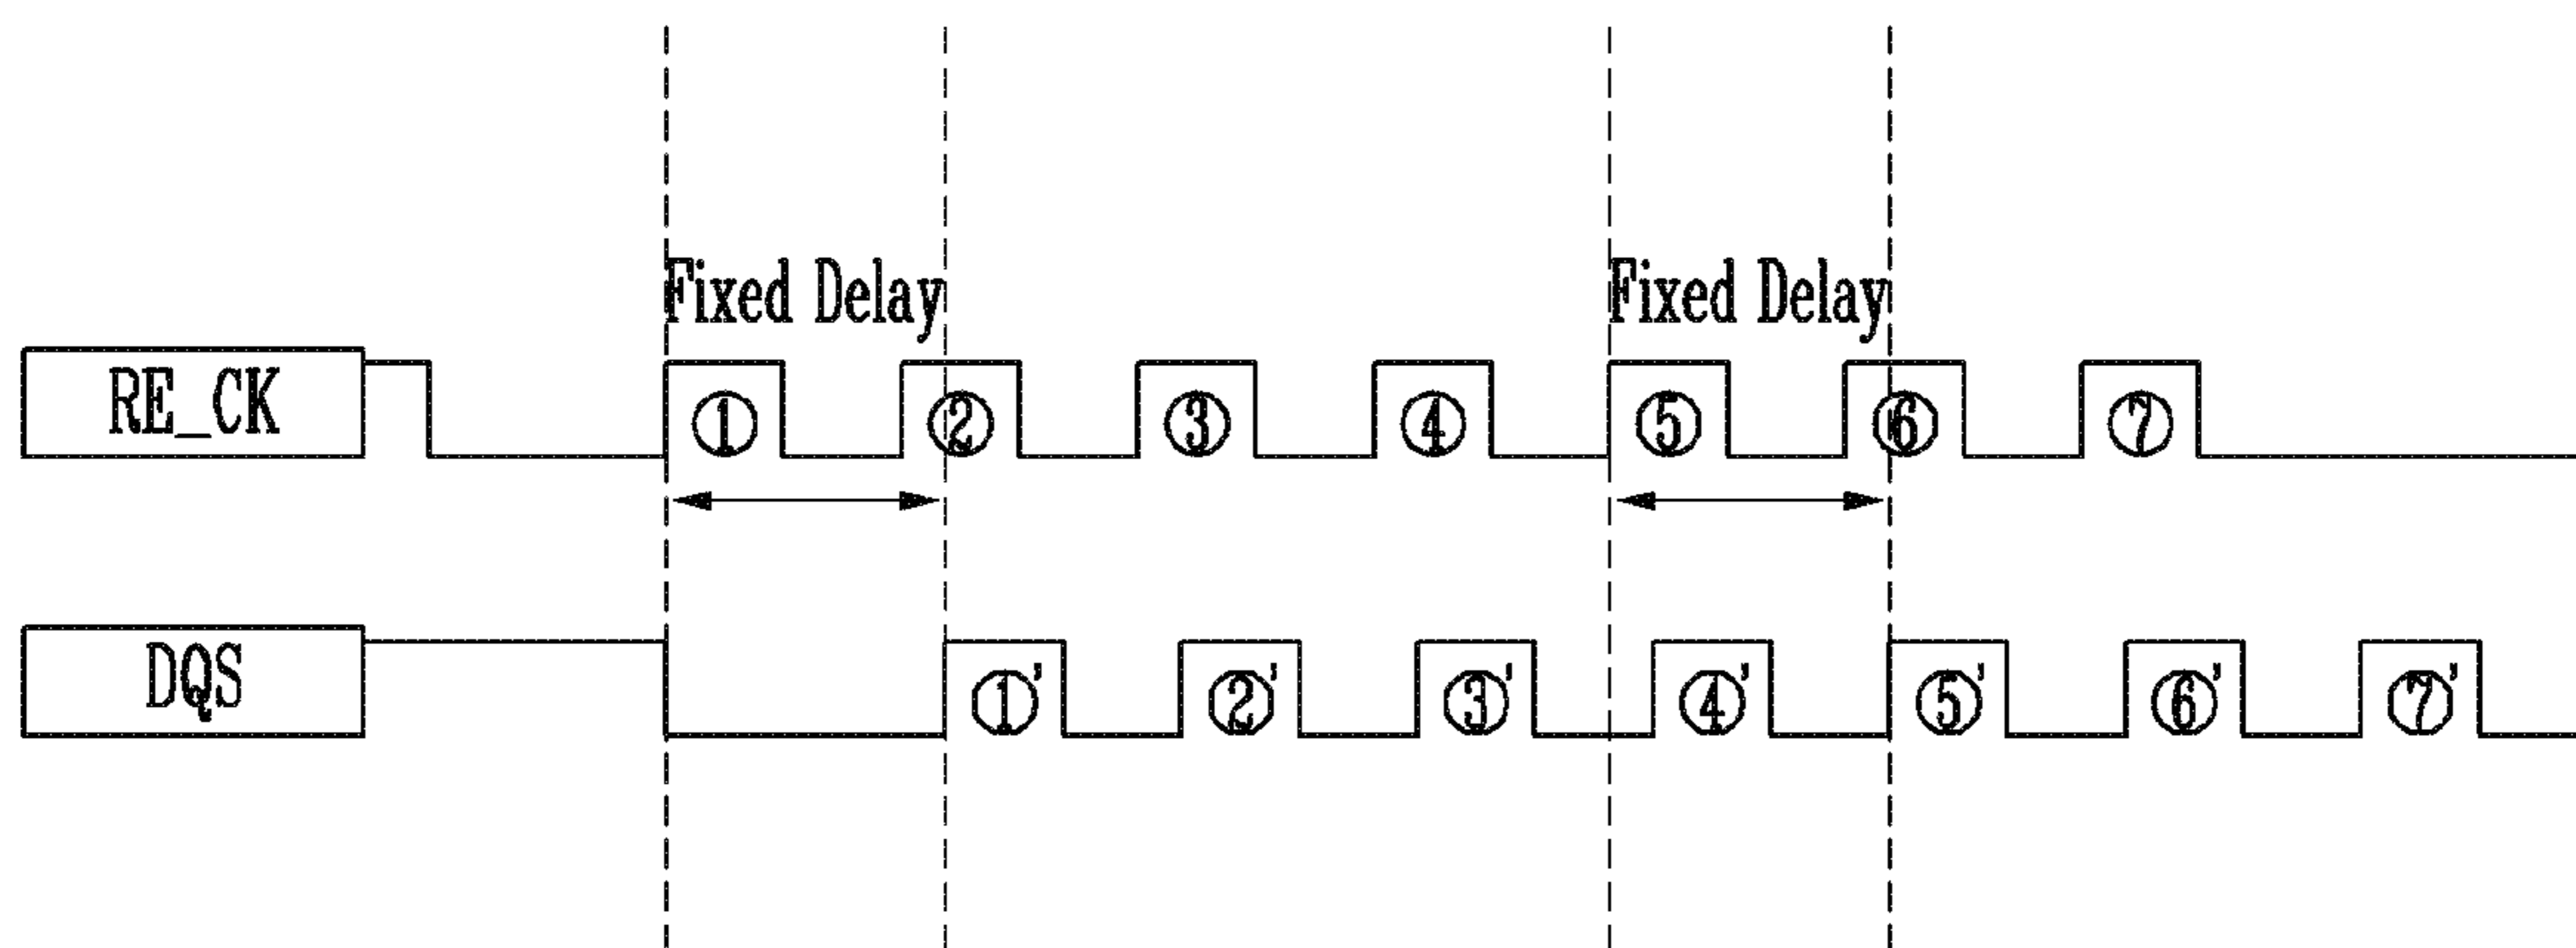 Fixed Delay Fixed Delay
RE_CK ① ② ③ ④ ⑤ ⑥ ⑦
DQS ①' ②' ③' ④' ⑤' ⑥' ⑦'